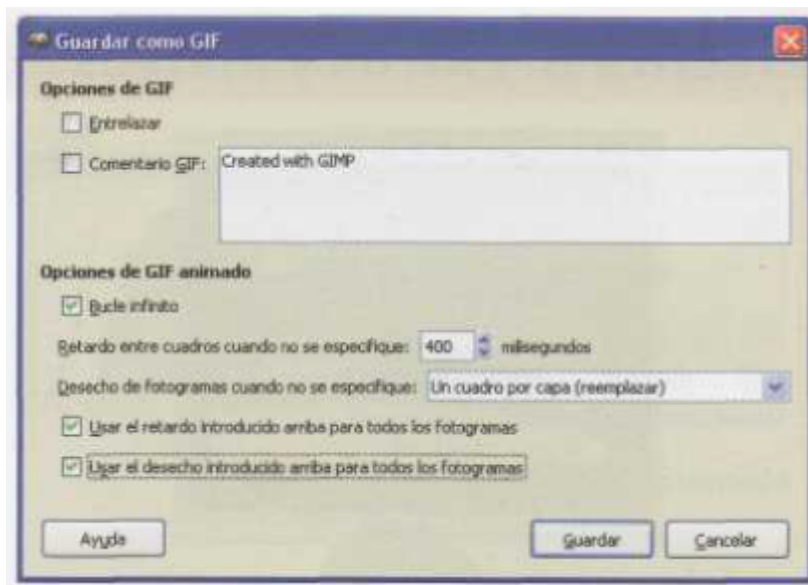 Guardar como GIF
Opciones de GIF
Entrelazar
Comentario GIF: Created with GIMP
Opciones de GIF animado
Bucle infinito
Retardo entre cuadros cuando no se especifique: 400 milisegundos
Desecho de fotogramas cuando no se especifique: Un cuadro por capa (reemplazar)
Usar el retardo introducido arriba para todos los fotogramas
Usar el desecho introducido arriba para todos los fotogramas
Ayuda Guardar Cancelar